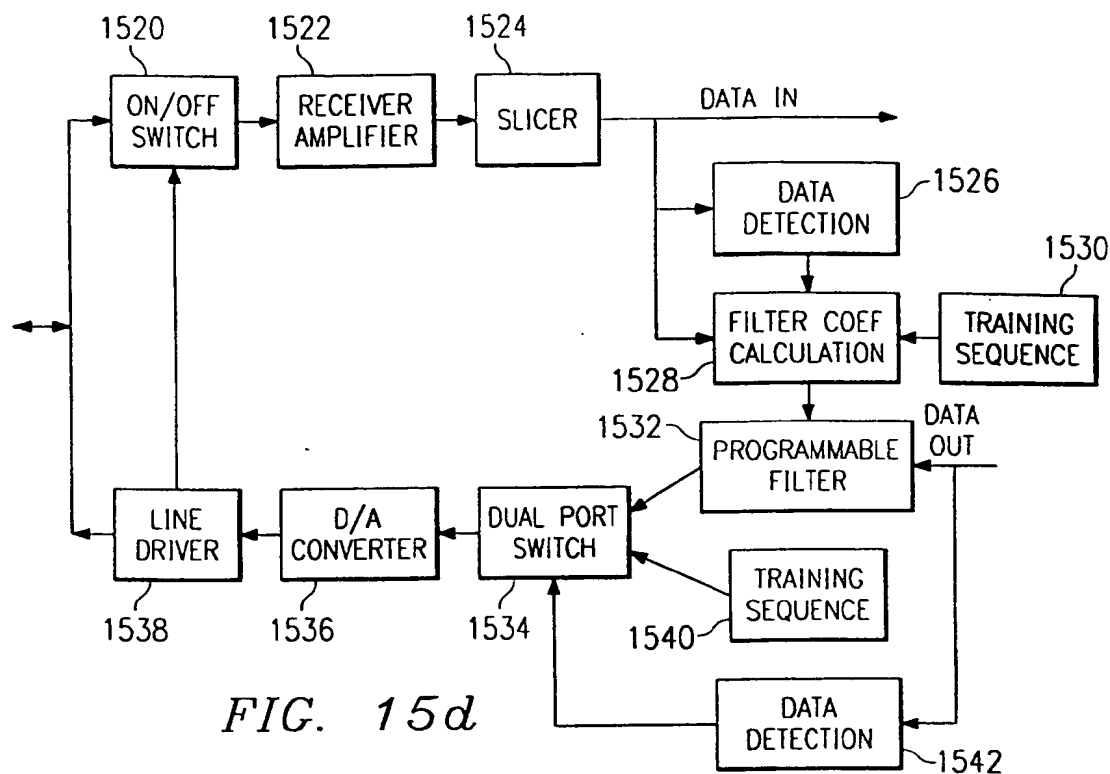 1520
1522
1524
ON/OFF
SWITCH
RECEIVER
AMPLIFIER
SLICER
DATA IN
DATA
DETECTION
1526
1530
FILTER COEF
CALCULATION
TRAINING
SEQUENCE
1528
1532
PROGRAMMABLE
FILTER
DATA
OUT
LINE
DRIVER
D/A
CONVERTER
DUAL PORT
SWITCH
TRAINING
SEQUENCE
1538
1536
1534
1540
DATA
DETECTION
1542
FIG. 15d